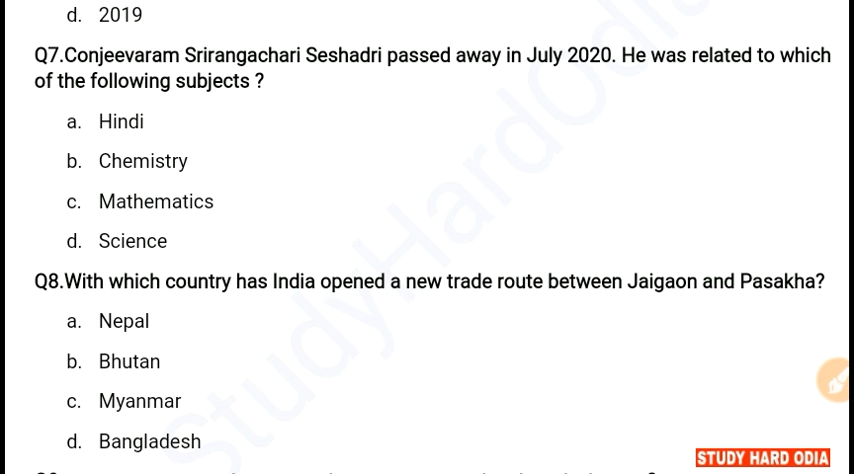 d. 2019
Q7.Conjeevaram Srirangachari Seshadri passed away in July 2020. He was related to which
of the following subjects ?
a. Hindi
b. Chemistry
c. Mathematics
d. Science
Q8.With which country has India opened a new trade route between Jaigaon and Pasakha?
a. Nepal
b. Bhutan
c. Myanmar
d. Bangladesh
STUDY HARD ODIA
StudyHardOdi